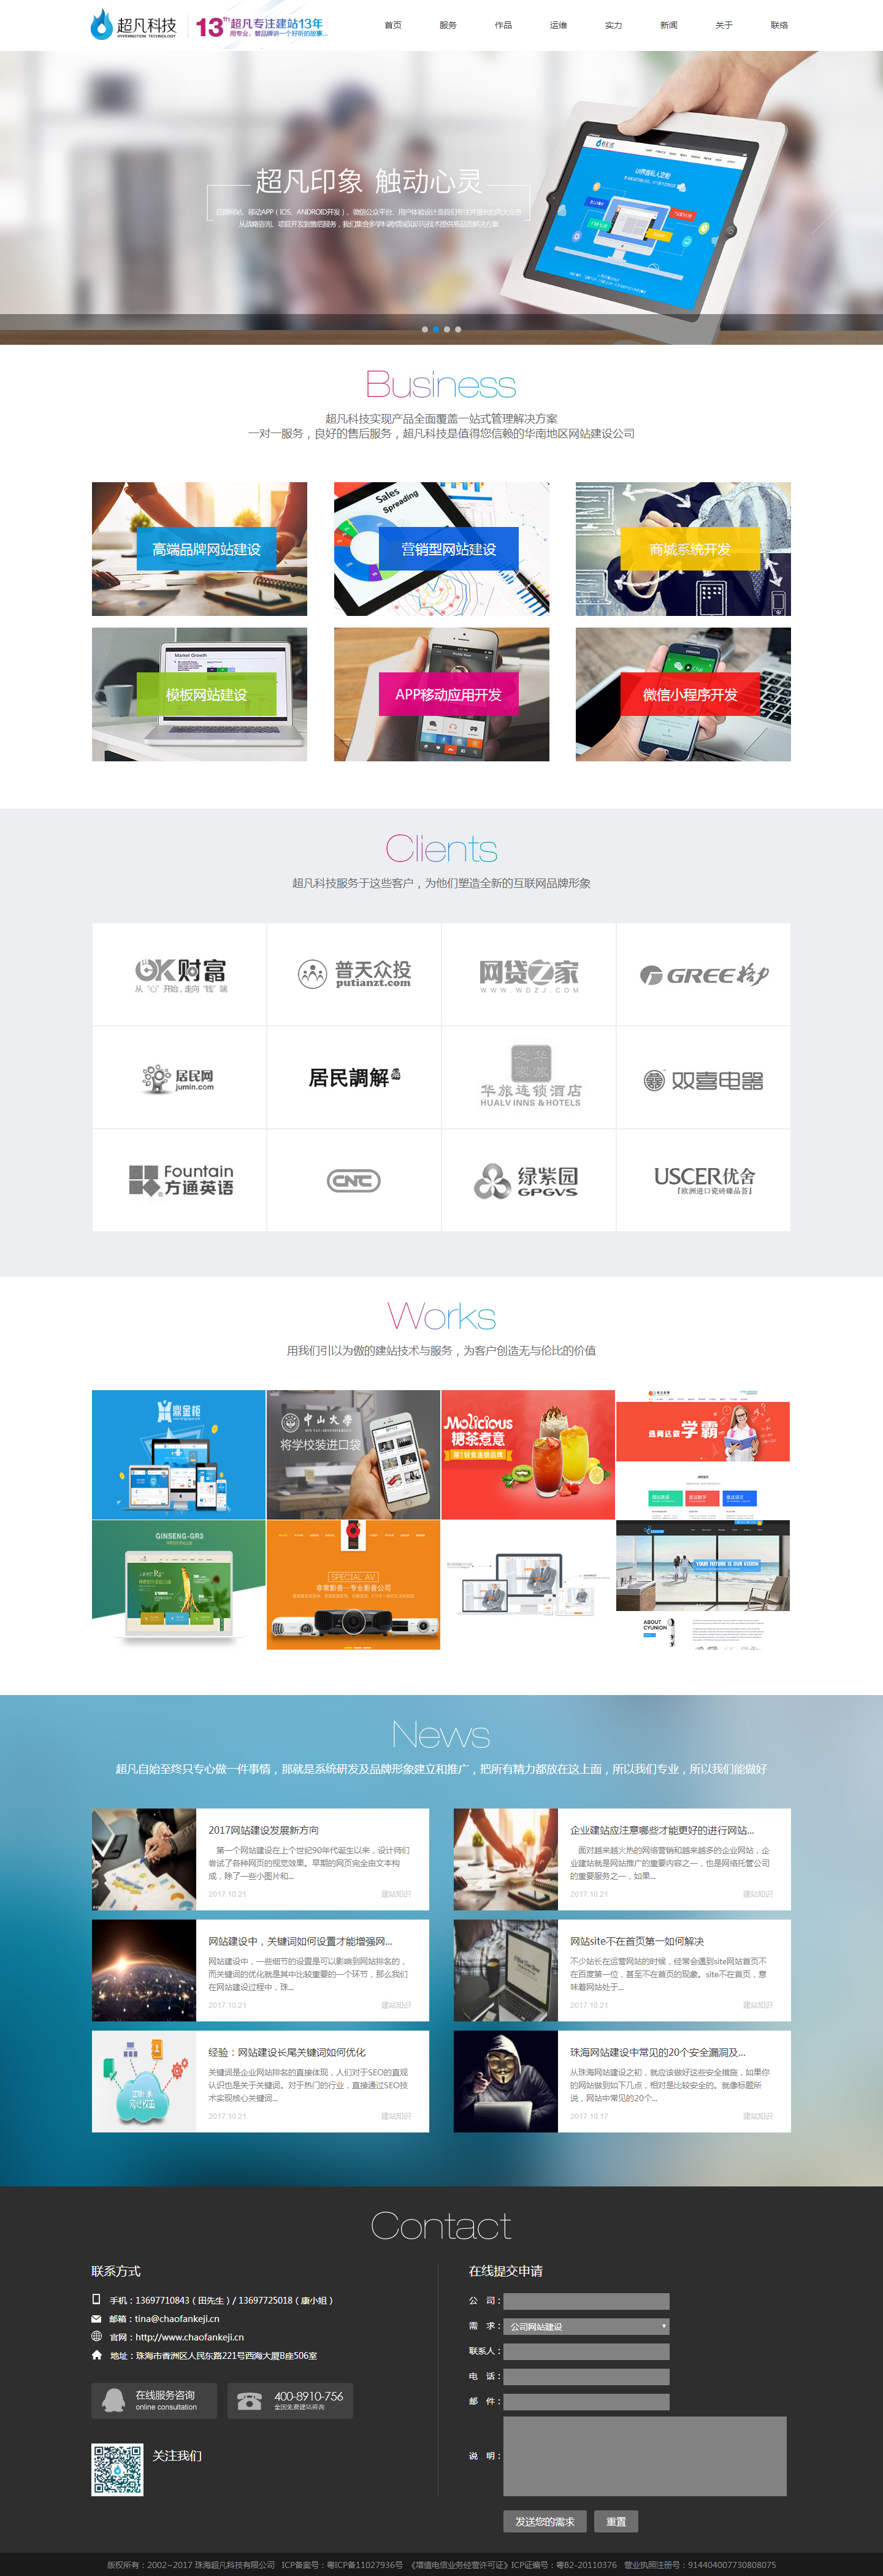 超凡科技
HYPERNOTION TECHNOLOGY
13th 超凡专注建站13年
用专业，替品牌讲一个好听的故事...
首页 服务 作品 运维 实力 新闻 关于 联络
超凡印象 触动心灵
Business
超凡科技实现产品全面覆盖一站式管理解决方案
一对一服务，良好的售后服务，超凡科技是值得您信赖的华南地区网站建设公司
Sales
Spreading
高端品牌网站建设 营销型网站建设 商城系统开发
Market Growth
模板网站建设 APP移动应用开发 微信小程序开发
Clients
超凡科技服务于这些客户，为他们塑造全新的互联网品牌形象
OK财富
从“心”开始，走向“钱”端
普天众投
putianzt.com
网贷之家
WWW.WDZJ.COM
GREE格力
居民网
jumin.com
居民調解
华旅连锁酒店
HUALV INNS & HOTELS
双喜电器
Fountain
方通英语
CNC
绿紫园
GPGVS
USCER优舍
『欧洲进口瓷砖臻品荟』
Works
用我们引以为傲的建站技术与服务，为客户创造无与伦比的价值
鼎金柜
中山大学
将学校装进口袋
Molicious
糖茶煮意
选网达蒙
学霸
GINSENG-GR3
SPECIAL AV
非常影音—专业影音公司
YOUR FUTURE IS OUR VISION
ABOUT
CYUNION
News
超凡自始至终只专心做一件事情，那就是系统研发及品牌形象建立和推广，把所有精力都放在这上面，所以我们专业，所以我们能做好
2017网站建设发展新方向
第一个网站建设在上个世纪90年代诞生以来，设计师们
尝试了各种网页的视觉效果。早期的网页完全由文本构
成，除了一些小图片和...
2017.10.21 建站知识
企业建站应注意哪些才能更好的进行网站...
面对越来越火热的网络营销和越来越多的企业网站，企
业建站就是网站推广的重要内容之一，也是网络托管公司
的重要服务之一，如果...
2017.10.21 建站知识
网站建设中，关键词如何设置才能增强网...
网站建设中，一些细节的设置是可以影响到网站排名的，
而关键词的优化就是其中比较重要的一个环节，那么我们
在网站建设过程中，珠...
2017.10.21 建站知识
网站site不在首页第一如何解决
不少站长在运营网站的时候，经常会遇到site网站首页不
在百度第一位，甚至不在首页的现象。site不在首页，意
味着网站处于...
2017.10.21 建站知识
经验：网站建设长尾关键词如何优化
关键词是企业网站排名的直接体现，人们对于SEO的直观
认识也是关于关键词。对于热门的行业，直接通过SEO技
术实现核心关键词...
2017.10.21 建站知识
珠海网站建设中常见的20个安全漏洞及...
从珠海网站建设之初，就应该做好这些安全措施，如果你
的网站做到如下几点，相对是比较安全的。就像标题所
说，网站中常见的20个...
2017.10.17 建站知识
Contact
联系方式
手机：13697710843（田先生）/ 13697725018（唐小姐）
邮箱：tina@chaofankeji.cn
官网：http://www.chaofankeji.cn
地址：珠海市香洲区人民东路221号西海大厦B座506室
在线服务咨询
online consultation
400-8910-756
全国免费建站咨询
关注我们
在线提交申请
公 司：
需 求： 公司网站建设
联系人：
电 话：
邮 件：
说 明：
发送您的需求 重置
版权所有：2002~2017 珠海超凡科技有限公司 ICP备案号：粤ICP备11027936号 《增值电信业务经营许可证》ICP证编号：粤B2-20110376 营业执照注册号：914404007730808075